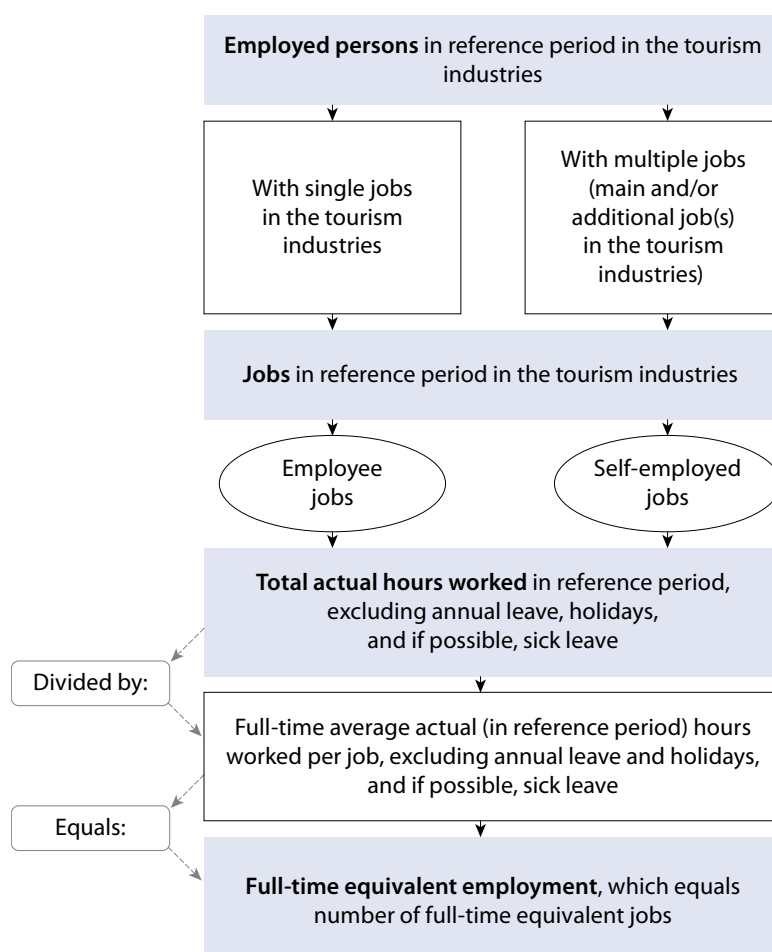 Employed persons in reference period in the tourism
industries
With single jobs
in the tourism
industries
With multiple jobs
(main and/or
additional job(s)
in the tourism
industries)
Jobs in reference period in the tourism industries
Employee
jobs
Self-employed
jobs
Total actual hours worked in reference period,
excluding annual leave, holidays,
and if possible, sick leave
Divided by:
Full-time average actual (in reference period) hours
worked per job, excluding annual leave and holidays,
and if possible, sick leave
Equals:
Full-time equivalent employment, which equals
number of full-time equivalent jobs